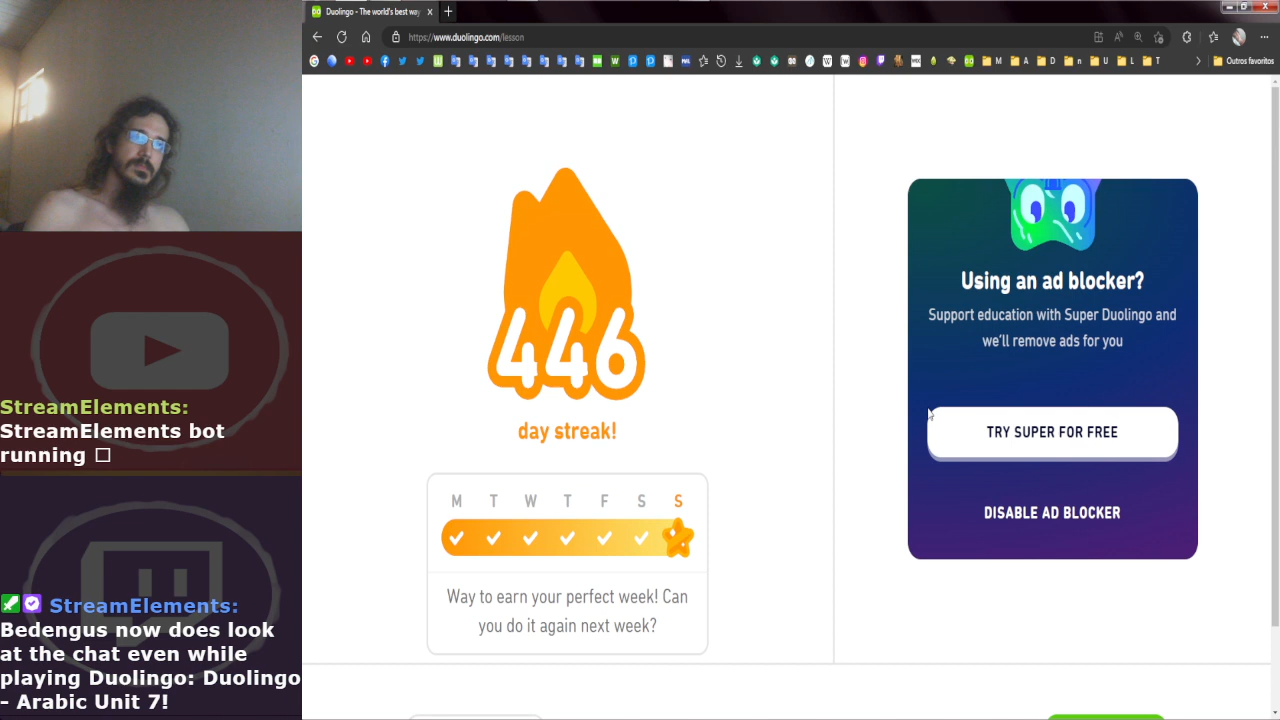 Duolingo - The world's best way
https://www.duolingo.com/lesson
M
A
D
n
U
L
T
Outros favoritos
446
day streak!
M T W T F S S
Way to earn your perfect week! Can
you do it again next week?
Using an ad blocker?
Support education with Super Duolingo and
we'll remove ads for you
TRY SUPER FOR FREE
DISABLE AD BLOCKER
StreamElements:
StreamElements bot
running □
StreamElements:
Bedengus now does look
at the chat even while
playing Duolingo: Duolingo
- Arabic Unit 7!